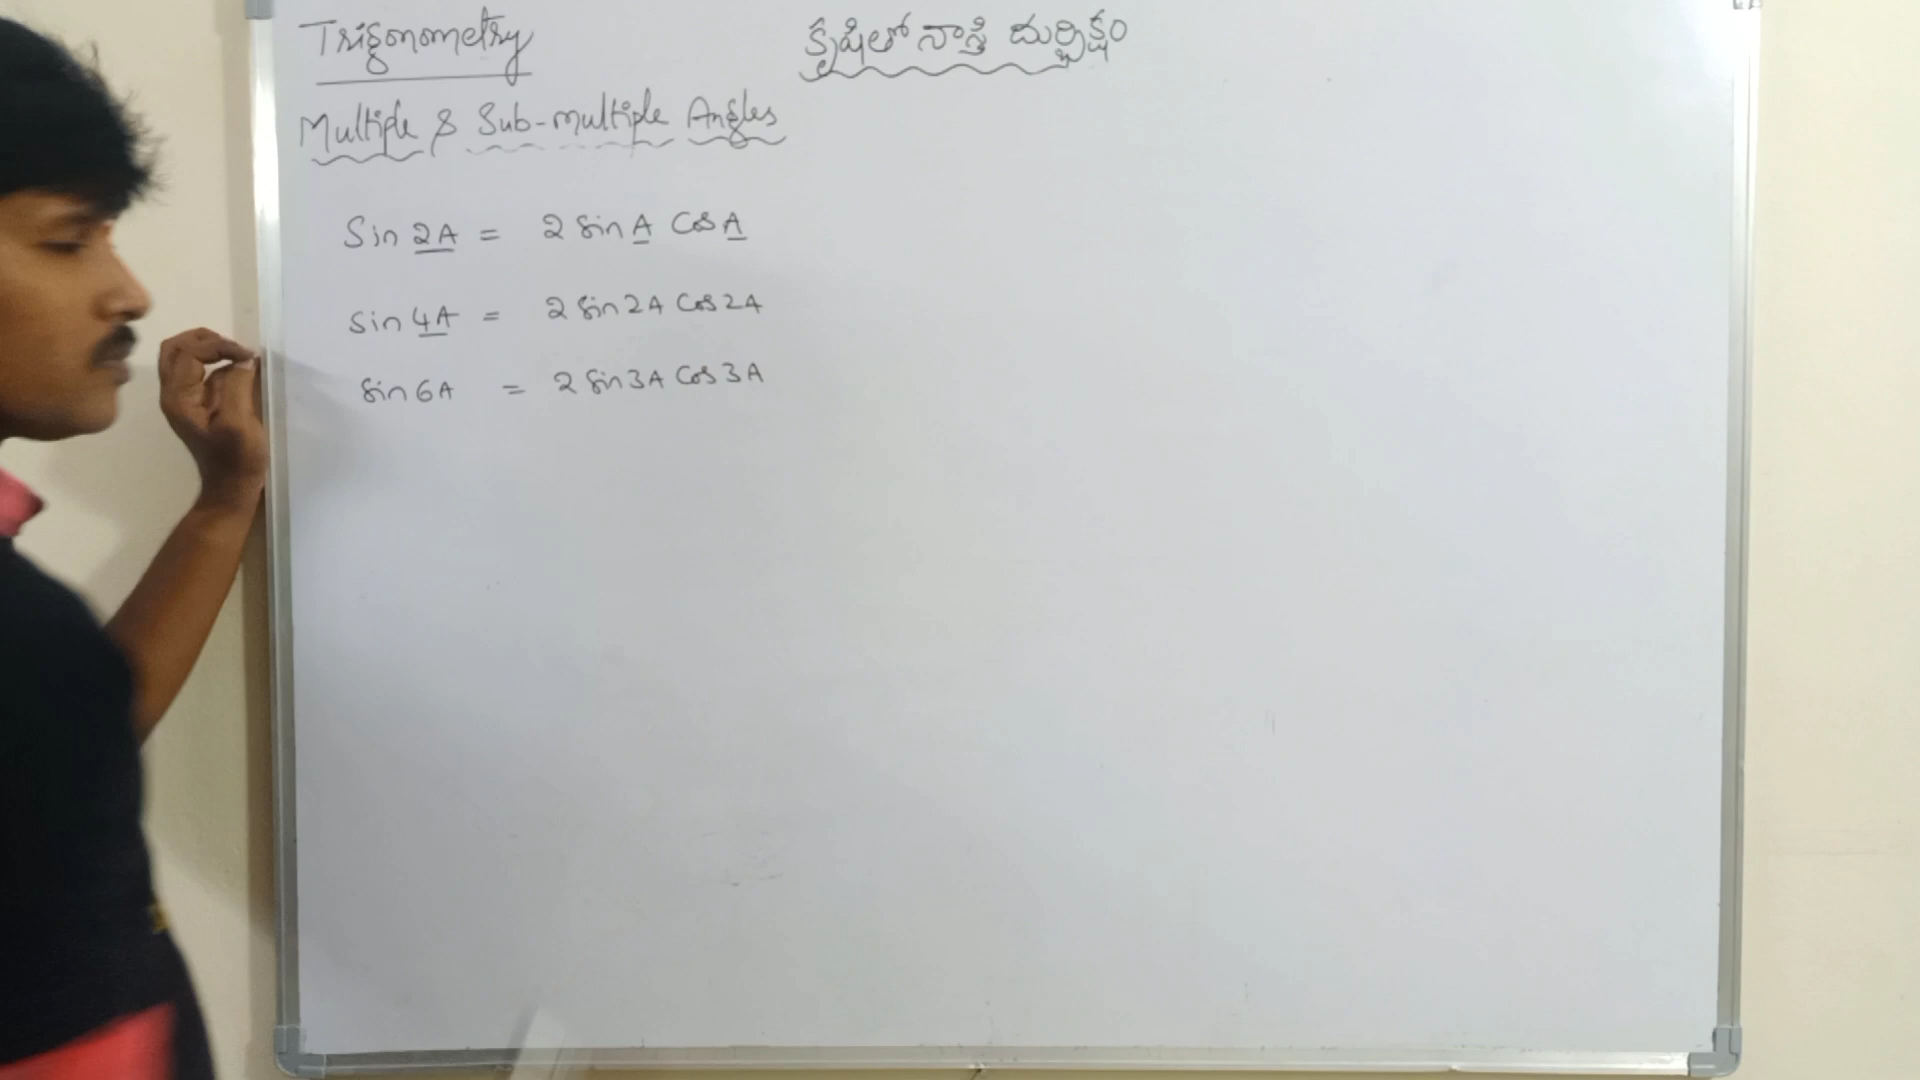 Trigonometry
కృషితో నాస్తి దుర్భిక్షం
Multiple & Sub-multiple Angles
Sin 2A = 2 Sin A Cos A
Sin 4A = 2 Sin 2A Cos 2A
Sin 6A = 2 Sin 3A Cos 3A